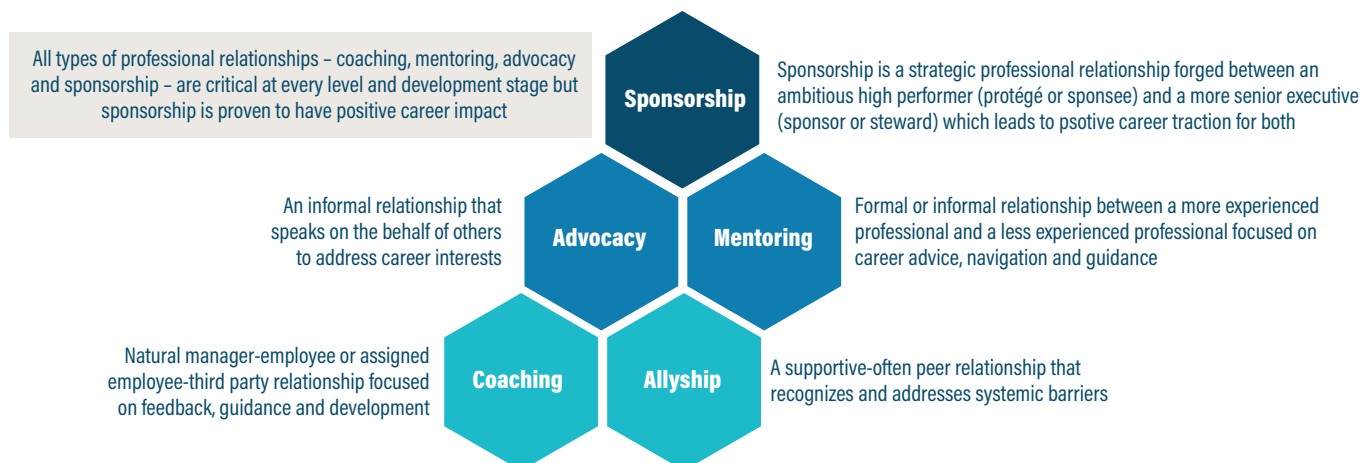 All types of professional relationships – coaching, mentoring, advocacy
and sponsorship – are critical at every level and development stage but
sponsorship is proven to have positive career impact
Sponsorship
Sponsorship is a strategic professional relationship forged between an
ambitious high performer (protégé or sponsee) and a more senior executive
(sponsor or steward) which leads to psotive career traction for both
An informal relationship that
speaks on the behalf of others
to address career interests
Advocacy
Mentoring
Formal or informal relationship between a more experienced
professional and a less experienced professional focused on
career advice, navigation and guidance
Natural manager-employee or assigned
employee-third party relationship focused
on feedback, guidance and development
Coaching
Allyship
A supportive-often peer relationship that
recognizes and addresses systemic barriers